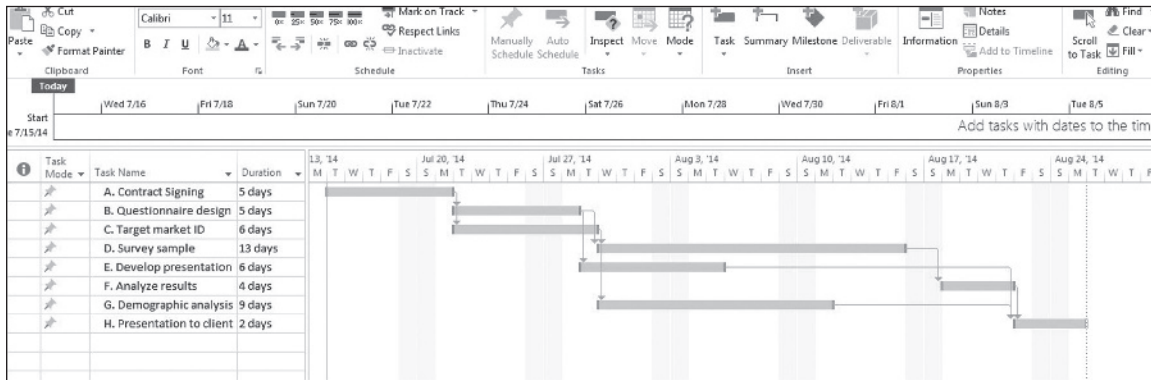 Cut Calibri 11 0% 25% 50% 75% 100% Mark on Track Notes Find
Paste Copy Respect Links Manually Schedule Auto Schedule Inspect Move Mode Task Summary Milestone Deliverable Information Details Scroll to Task Clear
Format Painter B I U A Inactivate Add to Timeline Fill
Clipboard Font Schedule Tasks Insert Properties Editing
Today
Wed 7/16 Fri 7/18 Sun 7/20 Tue 7/22 Thu 7/24 Sat 7/26 Mon 7/28 Wed 7/30 Fri 8/1 Sun 8/3 Tue 8/5
Start
e 7/15/14 Add tasks with dates to the tim
13, '14 Jul 20, '14 Jul 27, '14 Aug 3, '14 Aug 10, '14 Aug 17, '14 Aug 24, '14
Task Mode Task Name Duration M T W T F S S M T W T F S S M T W T F S S M T W T F S S M T W T F S S M T W T F S S M T W T F
A. Contract Signing 5 days
B. Questionnaire design 5 days
C. Target market ID 6 days
D. Survey sample 13 days
E. Develop presentation 6 days
F. Analyze results 4 days
G. Demographic analysis 9 days
H. Presentation to client 2 days